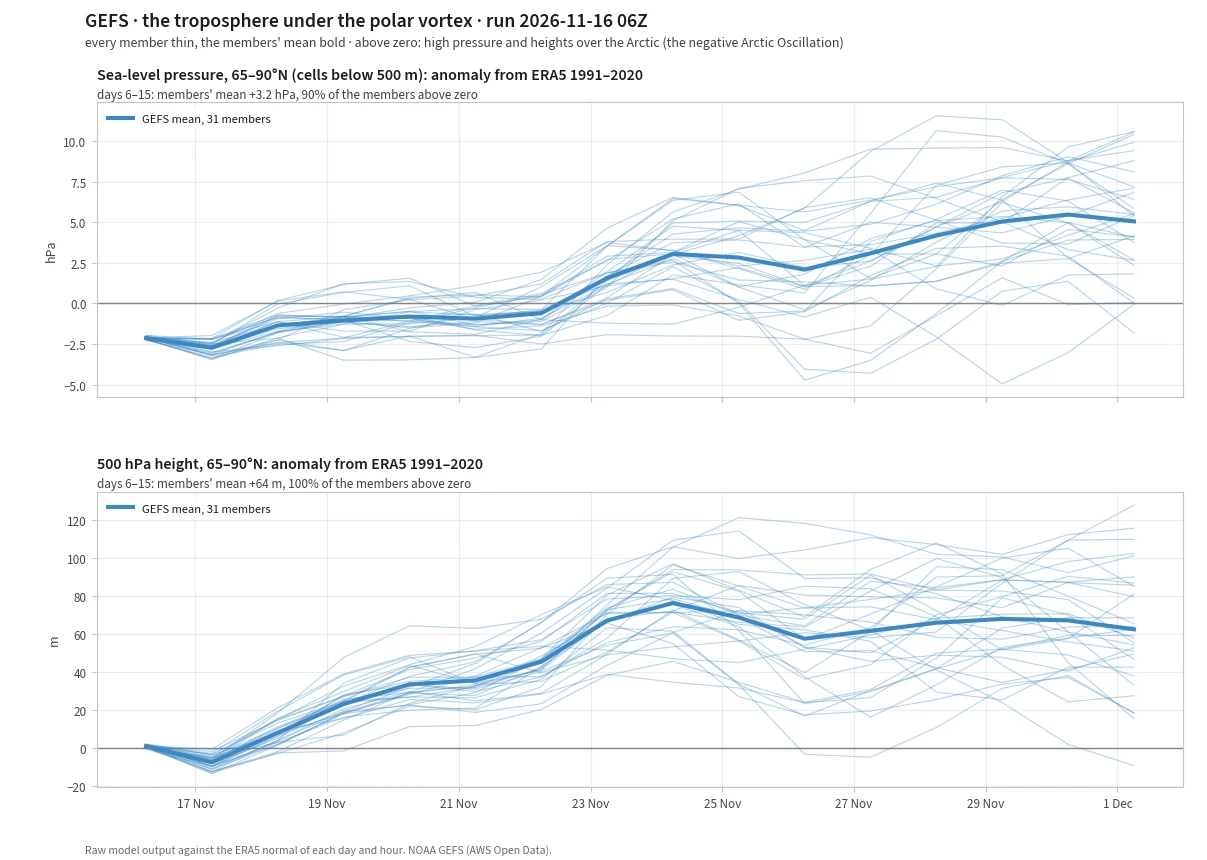 GEFS · the troposphere under the polar vortex · run 2026-11-16 06Z
every member thin, the members' mean bold · above zero: high pressure and heights over the Arctic (the negative Arctic Oscillation)
Sea-level pressure, 65–90°N (cells below 500 m): anomaly from ERA5 1991–2020
days 6–15: members' mean +3.2 hPa, 90% of the members above zero
GEFS mean, 31 members
10.0
7.5
5.0
2.5
0.0
−2.5
−5.0
hPa
500 hPa height, 65–90°N: anomaly from ERA5 1991–2020
days 6–15: members' mean +64 m, 100% of the members above zero
GEFS mean, 31 members
120
100
80
60
40
20
0
−20
m
17 Nov 19 Nov 21 Nov 23 Nov 25 Nov 27 Nov 29 Nov 1 Dec
Raw model output against the ERA5 normal of each day and hour. NOAA GEFS (AWS Open Data).